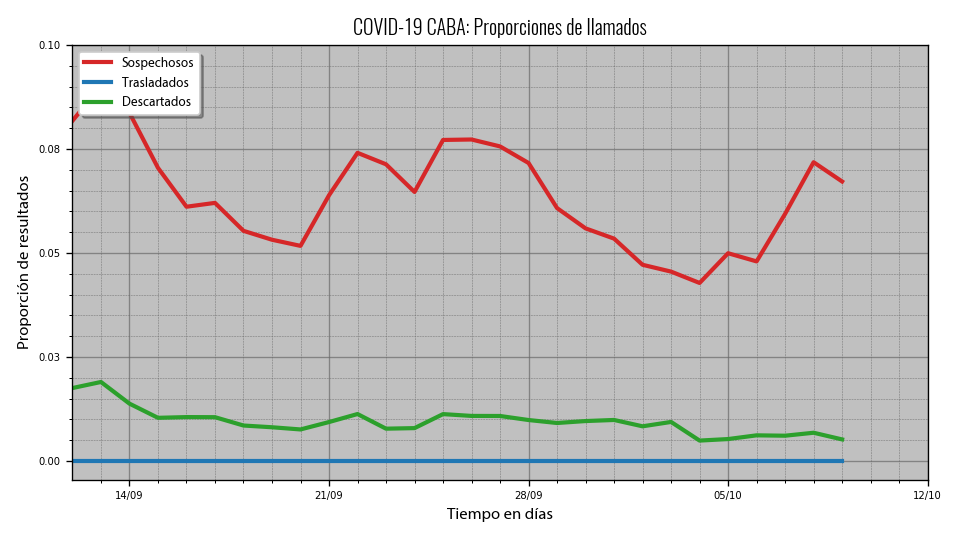 COVID-19 CABA: Proporciones de llamados
Sospechosos
Trasladados
Descartados
Proporción de resultados
0.10
0.08
0.05
0.03
0.00
14/09
21/09
28/09
05/10
12/10
Tiempo en días